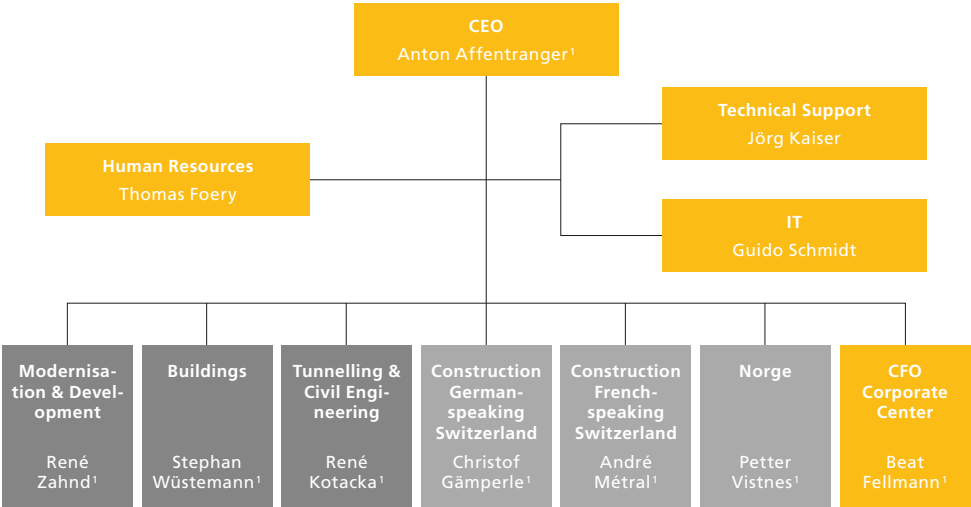 CEO
Anton Affentranger¹
Technical Support
Jörg Kaiser
Human Resources
Thomas Foery
IT
Guido Schmidt
Modernisa-
tion & Devel-
opment
René
Zahnd¹
Buildings
Stephan
Wüstemann¹
Tunnelling &
Civil Engi-
neering
René
Kotacka¹
Construction
German-
speaking
Switzerland
Christof
Gämperle¹
Construction
French-
speaking
Switzerland
André
Métral¹
Norge
Petter
Vistnes¹
CFO
Corporate
Center
Beat
Fellmann¹